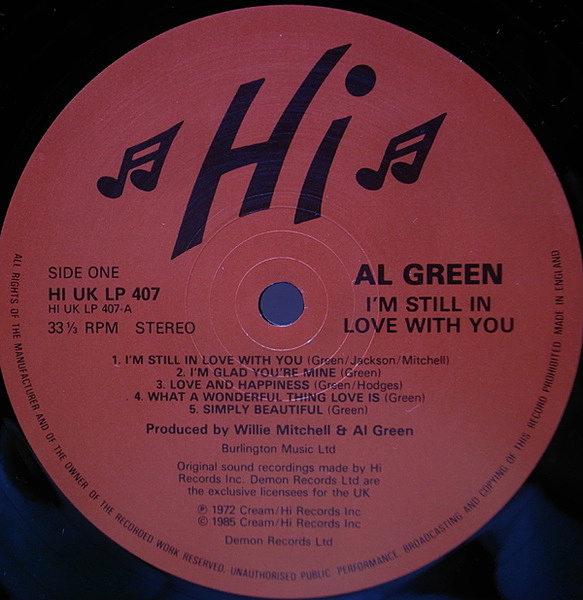 Hi
SIDE ONE
HI UK LP 407
HI UK LP 407-A
33⅓ RPM STEREO
AL GREEN
I'M STILL IN
LOVE WITH YOU
1. I'M STILL IN LOVE WITH YOU (Green/Jackson/Mitchell)
2. I'M GLAD YOU'RE MINE (Green)
3. LOVE AND HAPPINESS (Green/Hodges)
4. WHAT A WONDERFUL THING LOVE IS (Green)
5. SIMPLY BEAUTIFUL (Green)
Produced by Willie Mitchell & Al Green
Burlington Music Ltd
Original sound recordings made by Hi
Records Inc. Demon Records Ltd are
the exclusive licensees for the UK
℗ 1972 Cream/Hi Records Inc
© 1985 Cream/Hi Records Inc
Demon Records Ltd
ALL RIGHTS OF THE MANUFACTURER AND OF THE OWNER OF THE RECORDED WORK RESERVED. UNAUTHORISED PUBLIC PERFORMANCE, BROADCASTING AND COPYING OF THIS RECORD PROHIBITED. MADE IN ENGLAND